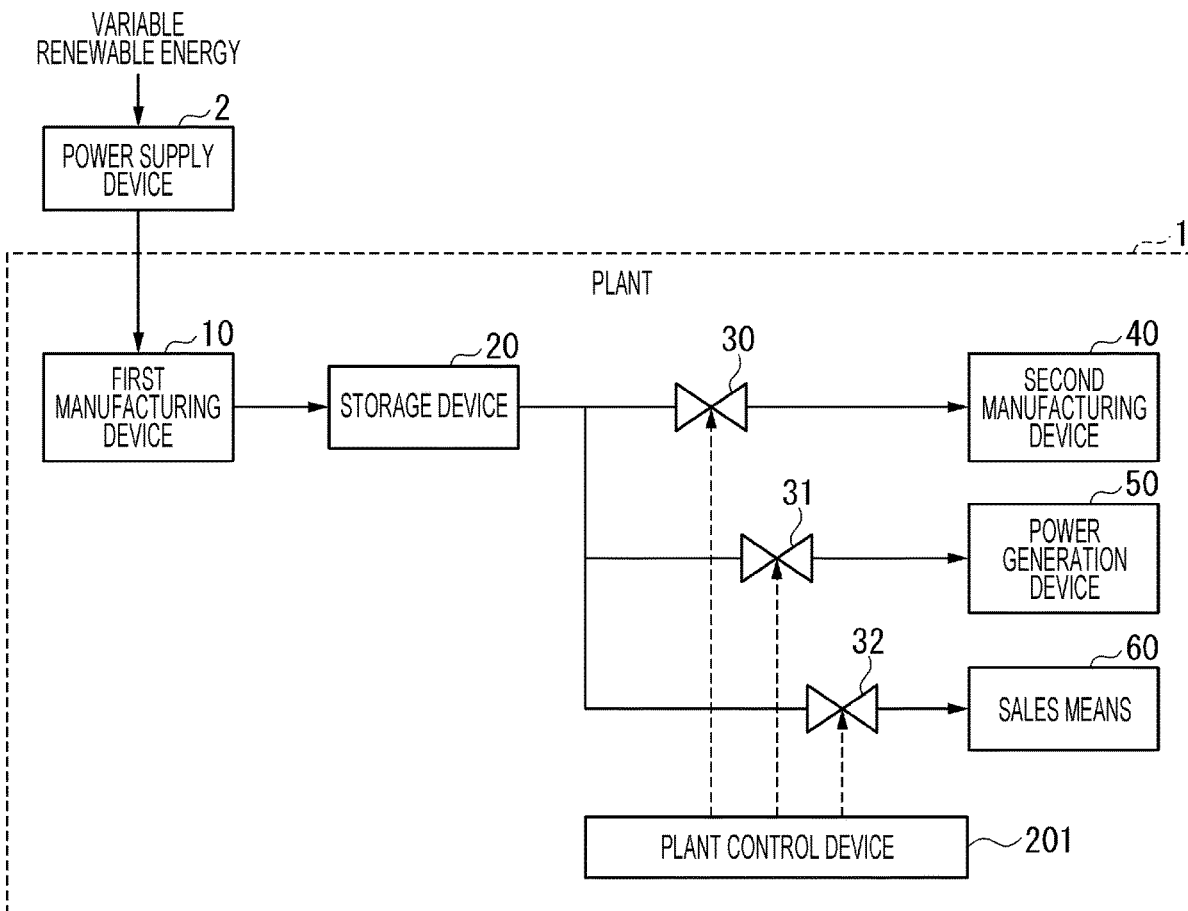 VARIABLE
RENEWABLE ENERGY
2
POWER SUPPLY
DEVICE
1
PLANT
10
FIRST
MANUFACTURING
DEVICE
20
STORAGE DEVICE
30
40
SECOND
MANUFACTURING
DEVICE
31
50
POWER
GENERATION
DEVICE
32
60
SALES MEANS
PLANT CONTROL DEVICE
201